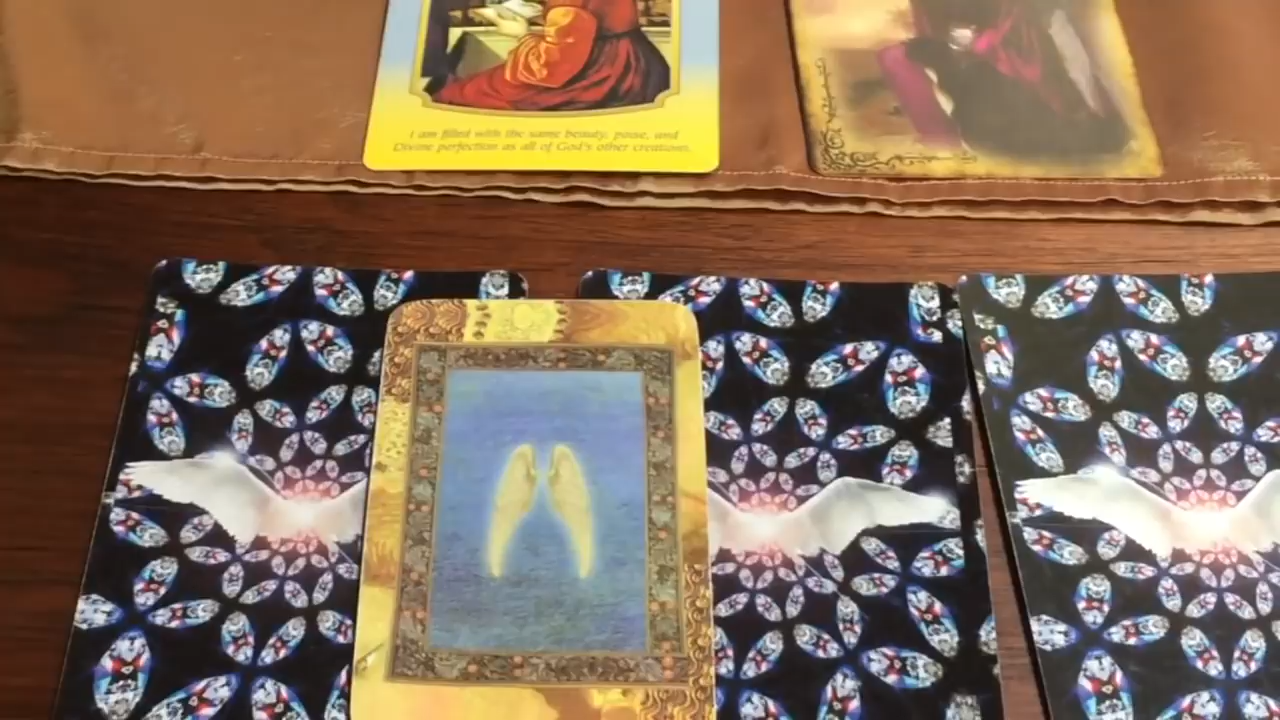 I am filled with the same beauty, poise, and
Divine perfection as all of God's other creations.